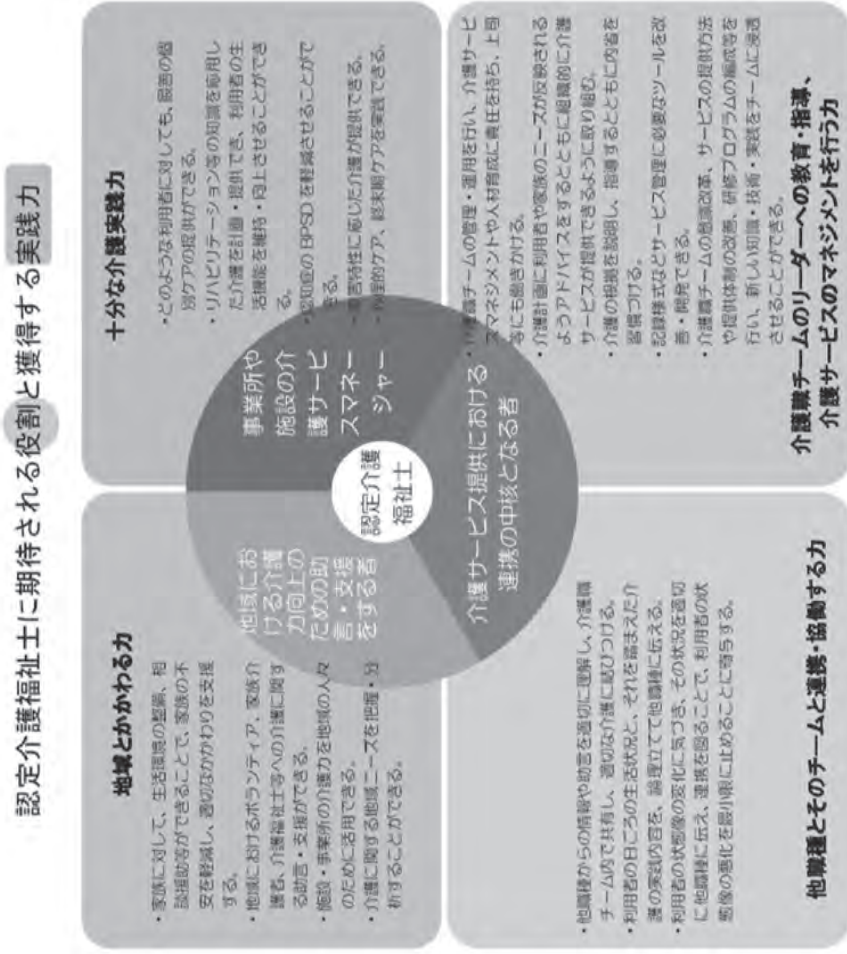 認定介護福祉士に期待される役割と獲得する実践力
地域とかかわる力
・家族に対して、生活環境の整備、相
談援助等ができることで、家族の不
安を軽減し、適切なかかわりを支援
する。
・地域におけるボランティア、家族介
護者、介護福祉士等への介護に関す
る助言・支援ができる。
・施設・事業所の介護力を地域の人々
のために活用できる。
・介護に関する地域ニーズを把握・分
析することができる。
十分な介護実践力
・どのような利用者に対しても、最善の個
別ケアの提供ができる。
・リハビリテーション等の知識を応用し
た介護を計画・提供でき、利用者の生
活機能を維持・向上させることができ
る。
・認知症の BPSD を軽減させることがで
きる。
・障害特性に応じた介護が提供できる。
・心理的ケア、終末期ケアを実践できる。
地域にお
ける介護
力向上の
ための助
言・支援
をする者
事業所や
施設の介
護サービ
スマネー
ジャー
認定介護
福祉士
介護サービス提供における
連携の中核となる者
・他職種からの情報や助言を適切に理解し、介護職
チーム内で共有し、適切な介護に結びつける。
・利用者の日ごろの生活状況と、それを踏まえた介
護の実践内容を、論理立てて他職種に伝える。
・利用者の状態像の変化に気づき、その状況を適切
に他職種に伝え、連携を図ることで、利用者の状
態像の悪化を最小限に止めることに寄与する。
他職種とそのチームと連携・協働する力
・介護職チームの管理・運用を行い、介護サービ
スマネジメントや人材育成に責任を持ち、上司
等にも働きかける。
・介護計画に利用者や家族のニーズが反映される
ようアドバイスをするとともに組織的に介護
サービスが提供できるように取り組む。
・介護の根拠を説明し、指導するとともに内省を
習慣づける。
・記録様式などサービス管理に必要なツールを改
善・開発できる。
・介護職チームの意識改革、サービスの提供方法
や提供体制の改善、研修プログラムの編成等を
行い、新しい知識・技術・実践をチームに浸透
させることができる。
介護職チームのリーダーへの教育・指導、
介護サービスのマネジメントを行う力